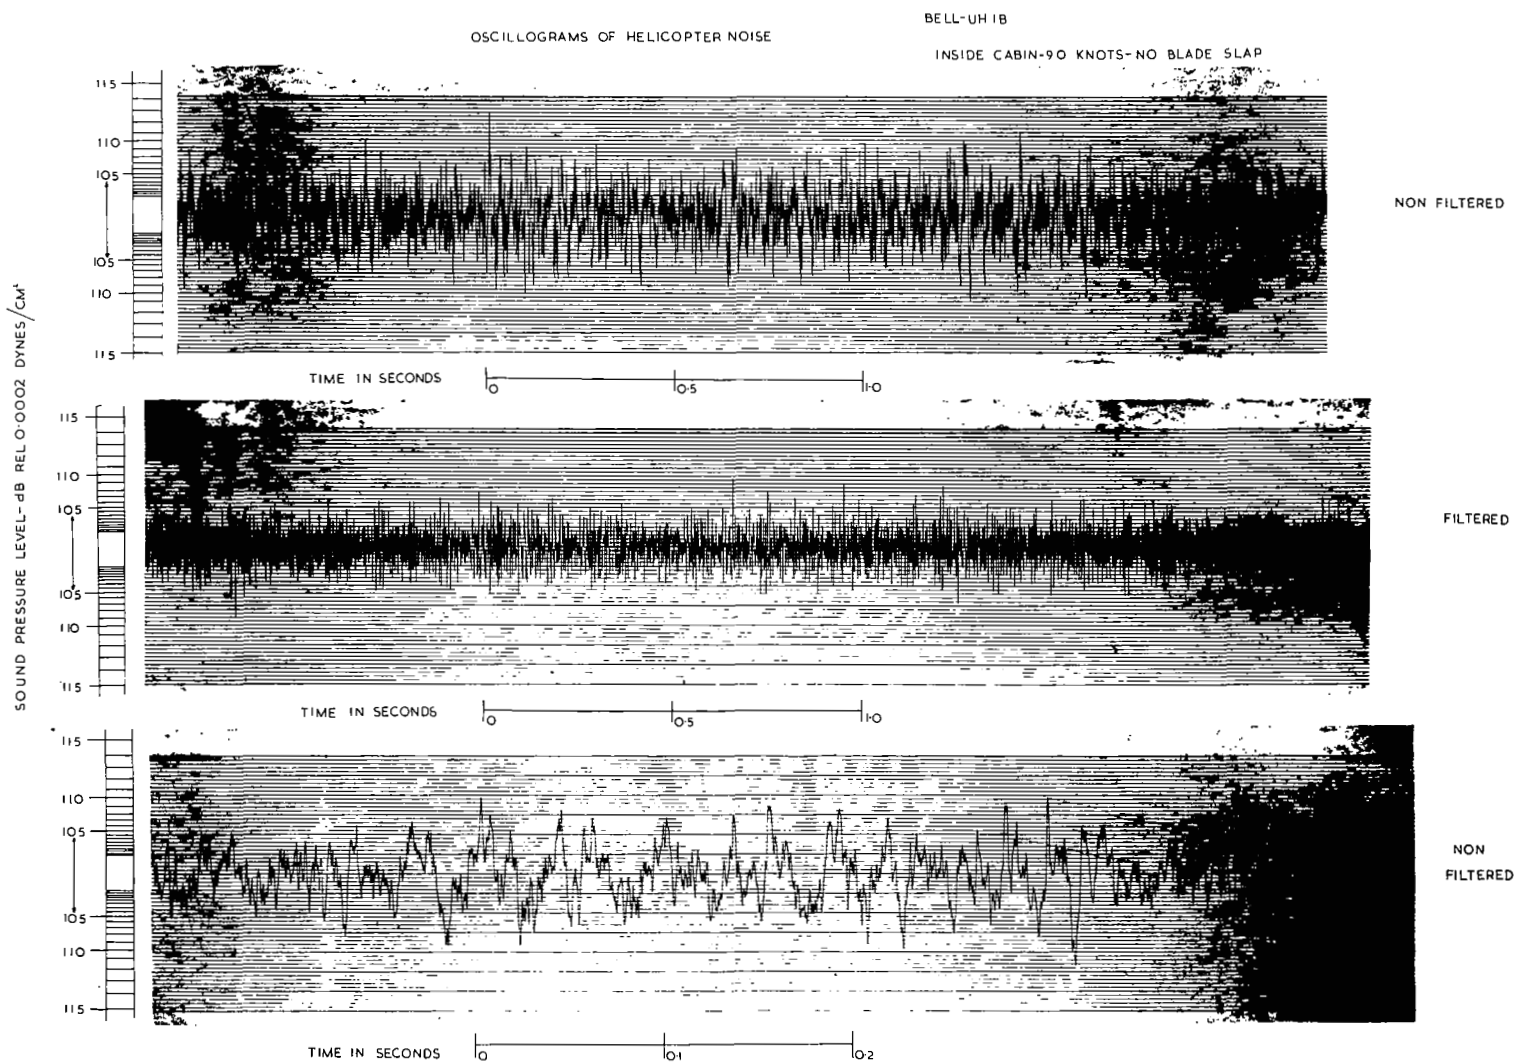 BELL-UH 1B
OSCILLOGRAMS OF HELICOPTER NOISE
INSIDE CABIN-90 KNOTS-NO BLADE SLAP
SOUND PRESSURE LEVEL-dB REL 0·0002 DYNES/CM²
115
110
105
105
110
115
NON FILTERED
TIME IN SECONDS
0 0·5 1·0
115
110
105
105
110
115
FILTERED
TIME IN SECONDS
0 0·5 1·0
115
110
105
105
110
115
NON
FILTERED
TIME IN SECONDS
0 0·1 0·2